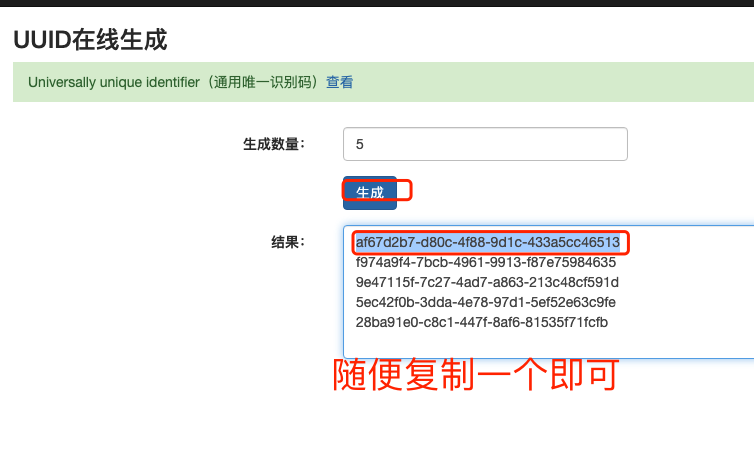 UUID在线生成
Universally unique identifier（通用唯一识别码）查看
生成数量： 5
生成
结果： af67d2b7-d80c-4f88-9d1c-433a5cc46513
f974a9f4-7bcb-4961-9913-f87e75984635
9e47115f-7c27-4ad7-a863-213c48cf591d
5ec42f0b-3dda-4e78-97d1-5ef52e63c9fe
28ba91e0-c8c1-447f-8af6-81535f71fcfb
随便复制一个即可